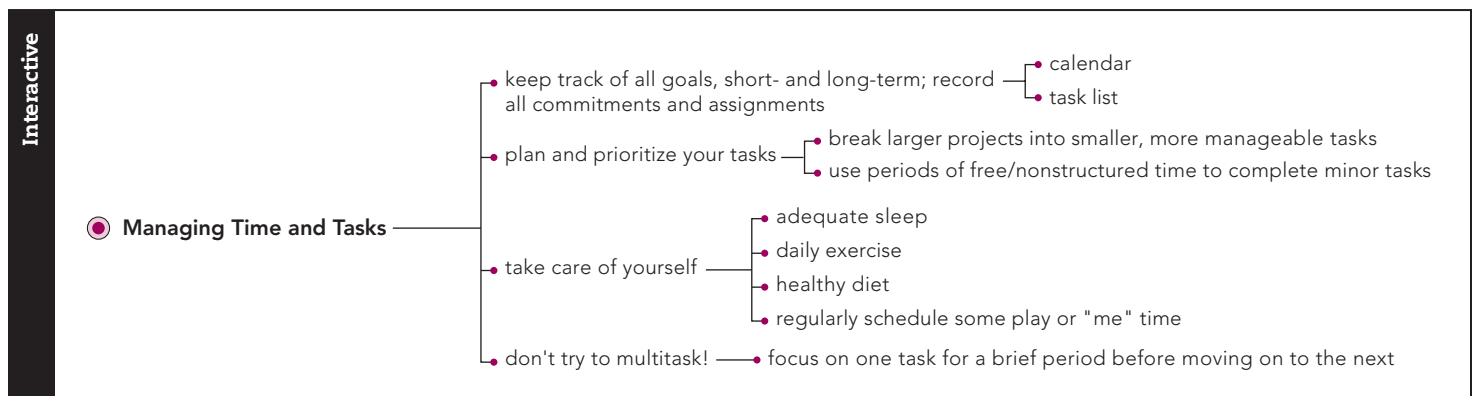 Interactive
Managing Time and Tasks
keep track of all goals, short- and long-term; record
all commitments and assignments
calendar
task list
plan and prioritize your tasks
break larger projects into smaller, more manageable tasks
use periods of free/nonstructured time to complete minor tasks
take care of yourself
adequate sleep
daily exercise
healthy diet
regularly schedule some play or "me" time
don't try to multitask!
focus on one task for a brief period before moving on to the next